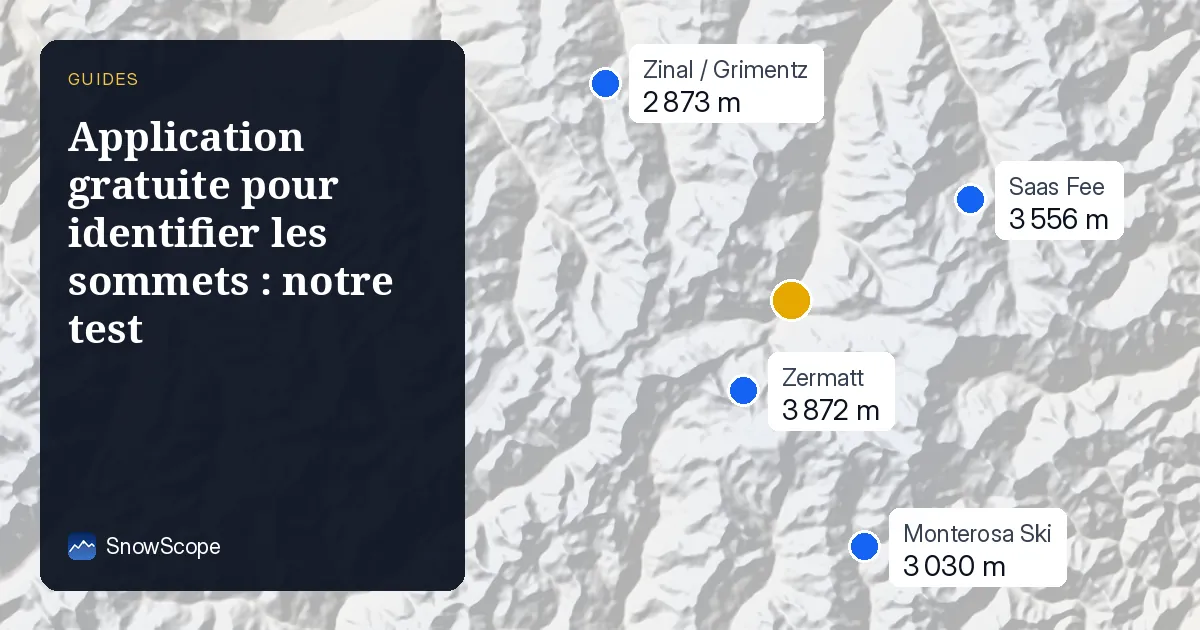 GUIDES
Application
gratuite pour
identifier les
sommets : notre
test
SnowScope
Zinal / Grimentz
2 873 m
Saas Fee
3 556 m
Zermatt
3 872 m
Monterosa Ski
3 030 m